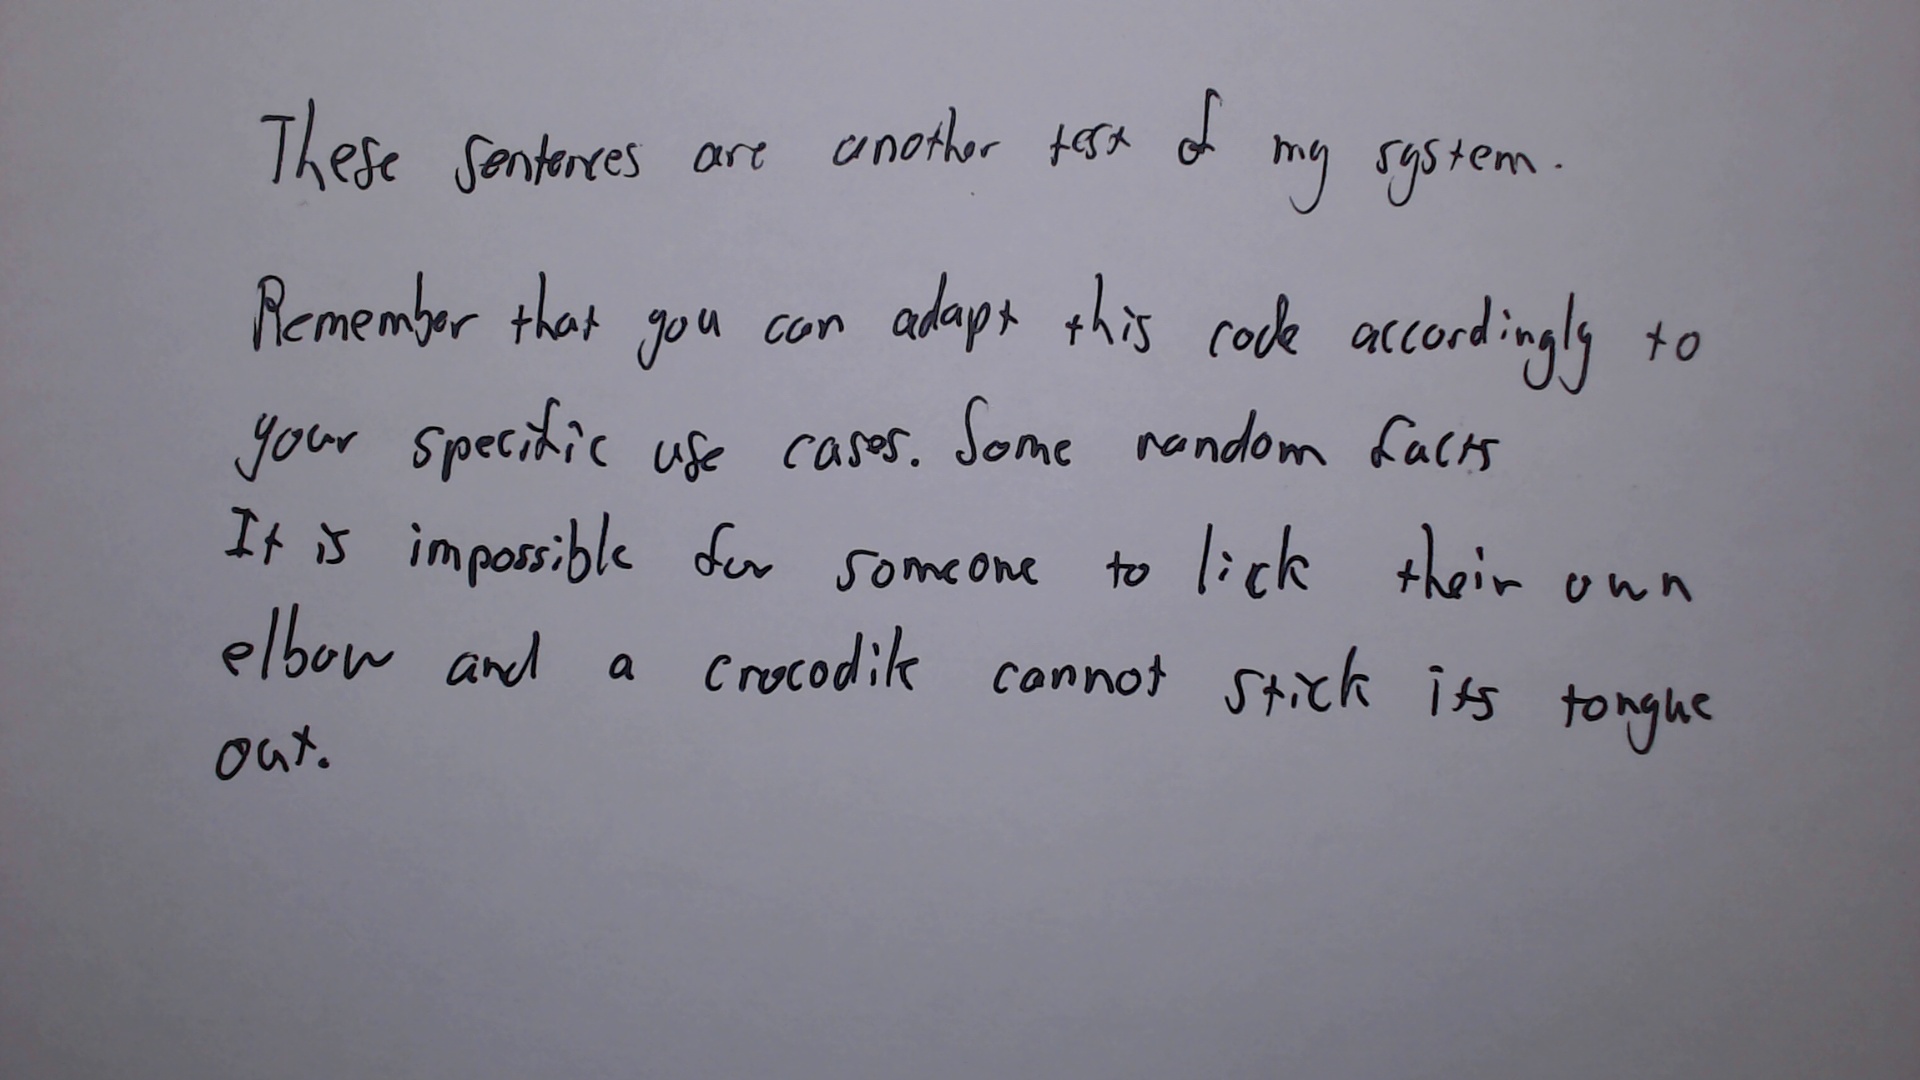 These sentences are another test of my system.
Remember that you can adapt this code accordingly to
your specific use cases. Some random facts
It is impossible for someone to lick their own
elbow and a crocodile cannot stick its tongue
out.